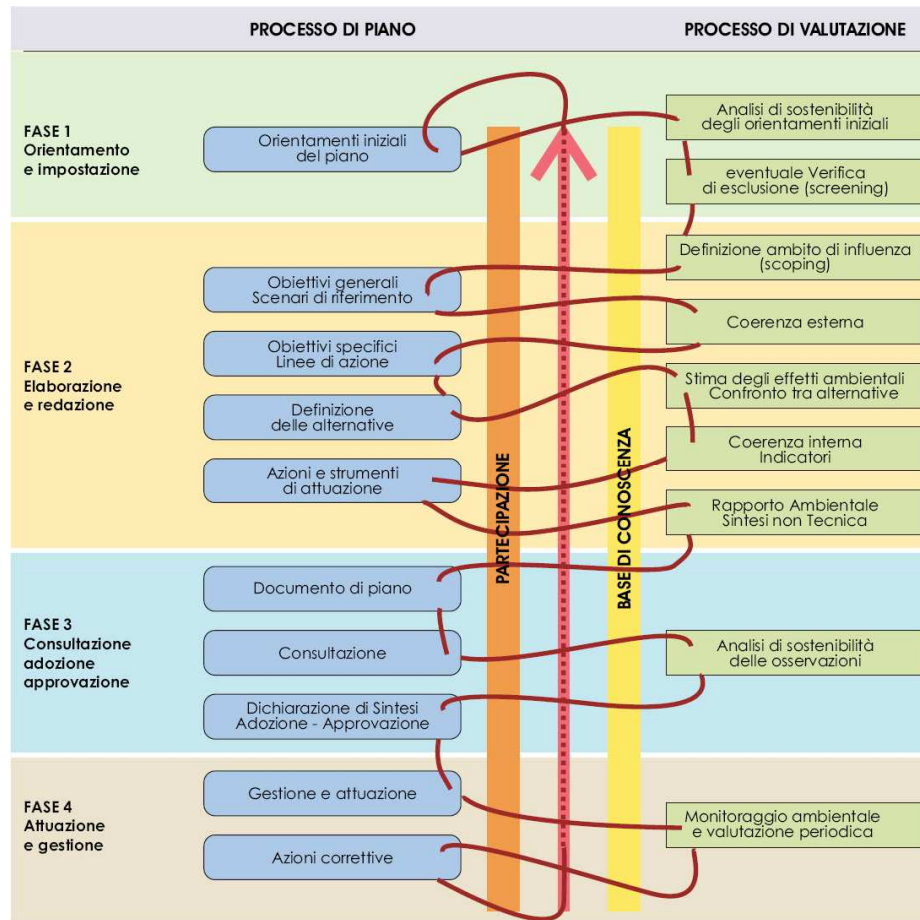 PROCESSO DI PIANO
PROCESSO DI VALUTAZIONE
FASE 1
Orientamento
e impostazione
Orientamenti iniziali
del piano
Analisi di sostenibilità
degli orientamenti iniziali
eventuale Verifica
di esclusione (screening)
FASE 2
Elaborazione
e redazione
Definizione ambito di influenza
(scoping)
Obiettivi generali
Scenari di riferimento
Coerenza esterna
Obiettivi specifici
Linee di azione
Stima degli effetti ambientali
Confronto fra alternative
Definizione
delle alternative
Coerenza interna
Indicatori
Azioni e strumenti
di attuazione
Rapporto Ambientale
Sintesi non Tecnica
PARTECIPAZIONE
BASE DI CONOSCENZA
FASE 3
Consultazione
adozione
approvazione
Documento di piano
Consultazione
Analisi di sostenibilità
delle osservazioni
Dichiarazione di Sintesi
Adozione - Approvazione
FASE 4
Attuazione
e gestione
Gestione e attuazione
Monitoraggio ambientale
e valutazione periodica
Azioni correttive